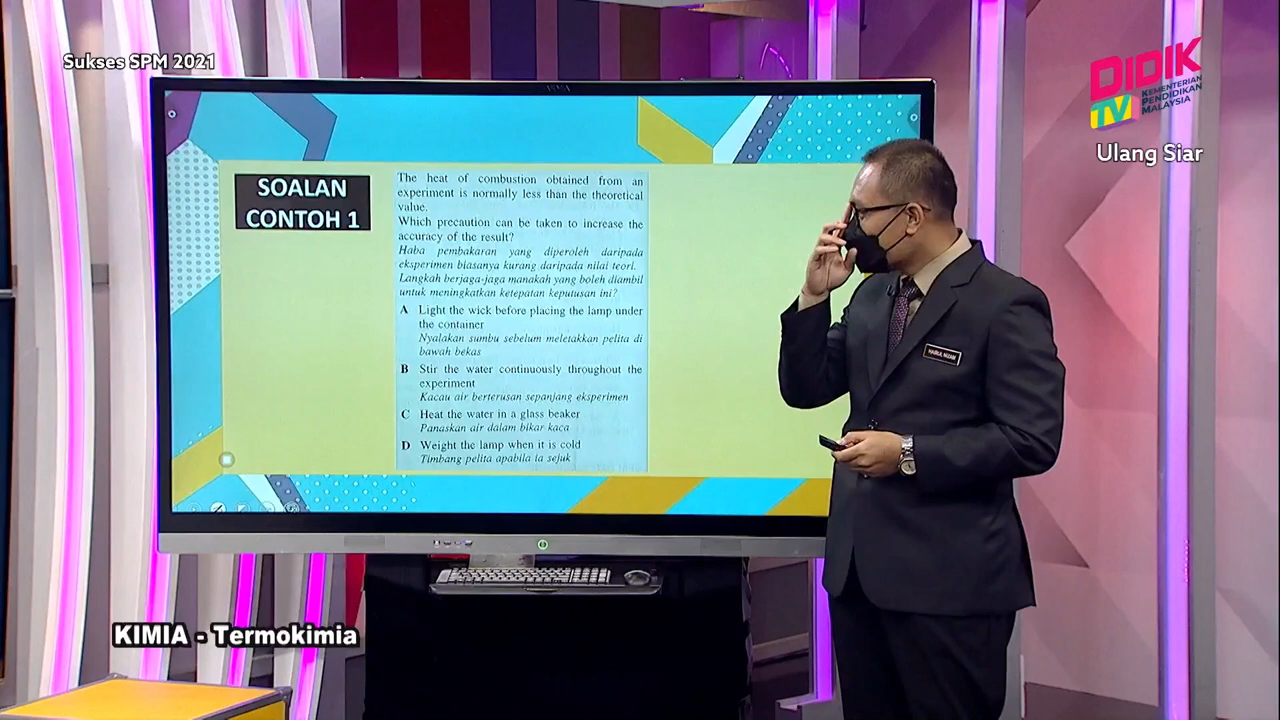 Sukses SPM 2021
DIDIK
TV
KEMENTERIAN
PENDIDIKAN
MALAYSIA
Ulang Siar
SOALAN
CONTOH 1
The heat of combustion obtained from an
experiment is normally less than the theoretical
value.
Which precaution can be taken to increase the
accuracy of the result?
Haba pembakaran yang diperoleh daripada
eksperimen biasanya kurang daripada nilai teori.
Langkah berjaga-jaga manakah yang boleh diambil
untuk meningkatkan ketepatan keputusan ini?
A Light the wick before placing the lamp under
the container
Nyalakan sumbu sebelum meletakkan pelita di
bawah bekas
B Stir the water continuously throughout the
experiment
Kacau air berterusan sepanjang eksperimen
C Heat the water in a glass beaker
Panaskan air dalam bikar kaca
D Weight the lamp when it is cold
Timbang pelita apabila ia sejuk
KIMIA - Termokimia